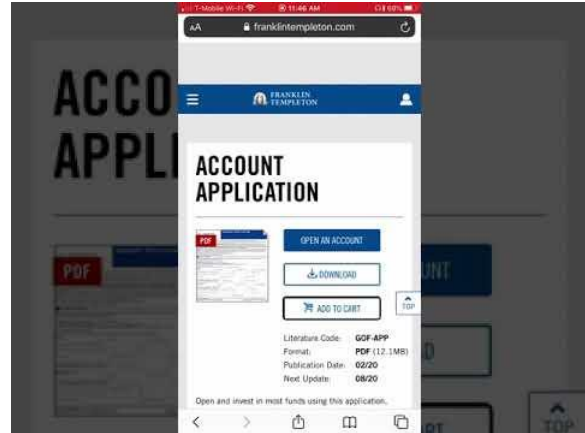 T-Mobile Wi-Fi 11:46 AM 60%
AA franklintempleton.com
FRANKLIN
TEMPLETON
ACCOUNT
APPLICATION
PDF
OPEN AN ACCOUNT
DOWNLOAD
ADD TO CART
TOP
Literature Code: GOF-APP
Format: PDF (12.1MB)
Publication Date: 02/20
Next Update: 08/20
Open and invest in most funds using this application.
ACCO
APPLI
PDF
UNT
D
RT
TOP